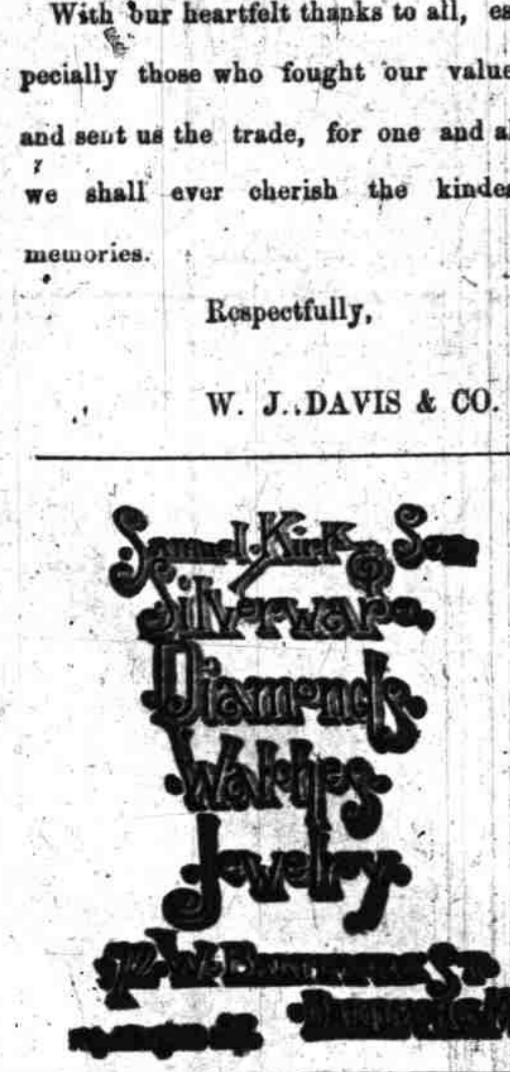 With our heartfelt thanks to all, es
pecially those who fought our value
and sent us the trade, for one and al
we shall ever cherish the kindes
memories.
Respectfully,
W. J. DAVIS & CO.
Samuel Kirk & Son
Silverware,
Diamonds
Watches
Jewelry
W. St.